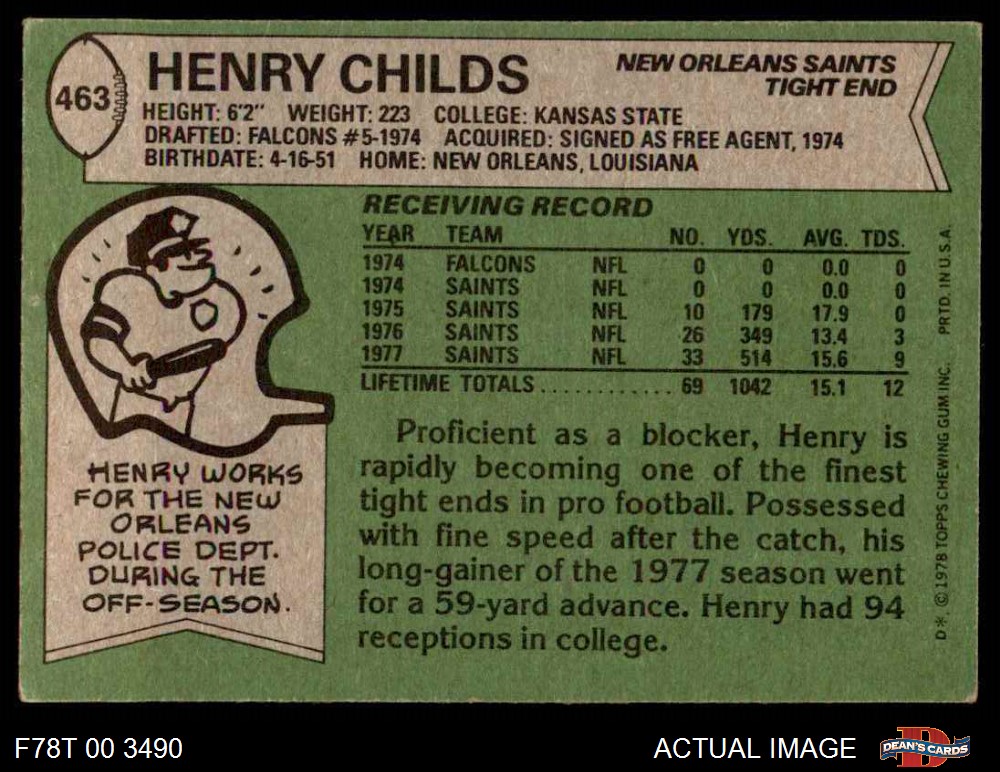 463
HENRY CHILDS
NEW ORLEANS SAINTS
TIGHT END
HEIGHT: 6'2" WEIGHT: 223 COLLEGE: KANSAS STATE
DRAFTED: FALCONS #5-1974 ACQUIRED: SIGNED AS FREE AGENT, 1974
BIRTHDATE: 4-16-51 HOME: NEW ORLEANS, LOUISIANA
RECEIVING RECORD
YEAR TEAM NO. YDS. AVG. TDS.
1974 FALCONS NFL 0 0 0.0 0
1974 SAINTS NFL 0 0 0.0 0
1975 SAINTS NFL 10 179 17.9 0
1976 SAINTS NFL 26 349 13.4 3
1977 SAINTS NFL 33 514 15.6 9
LIFETIME TOTALS............ 69 1042 15.1 12
HENRY WORKS
FOR THE NEW
ORLEANS
POLICE DEPT.
DURING THE
OFF-SEASON.
Proficient as a blocker, Henry is
rapidly becoming one of the finest
tight ends in pro football. Possessed
with fine speed after the catch, his
long-gainer of the 1977 season went
for a 59-yard advance. Henry had 94
receptions in college.
D*. ©1978 TOPPS CHEWING GUM INC. PRTD. IN U.S.A.
F78T 00 3490
ACTUAL IMAGE
D
DEAN'S CARDS